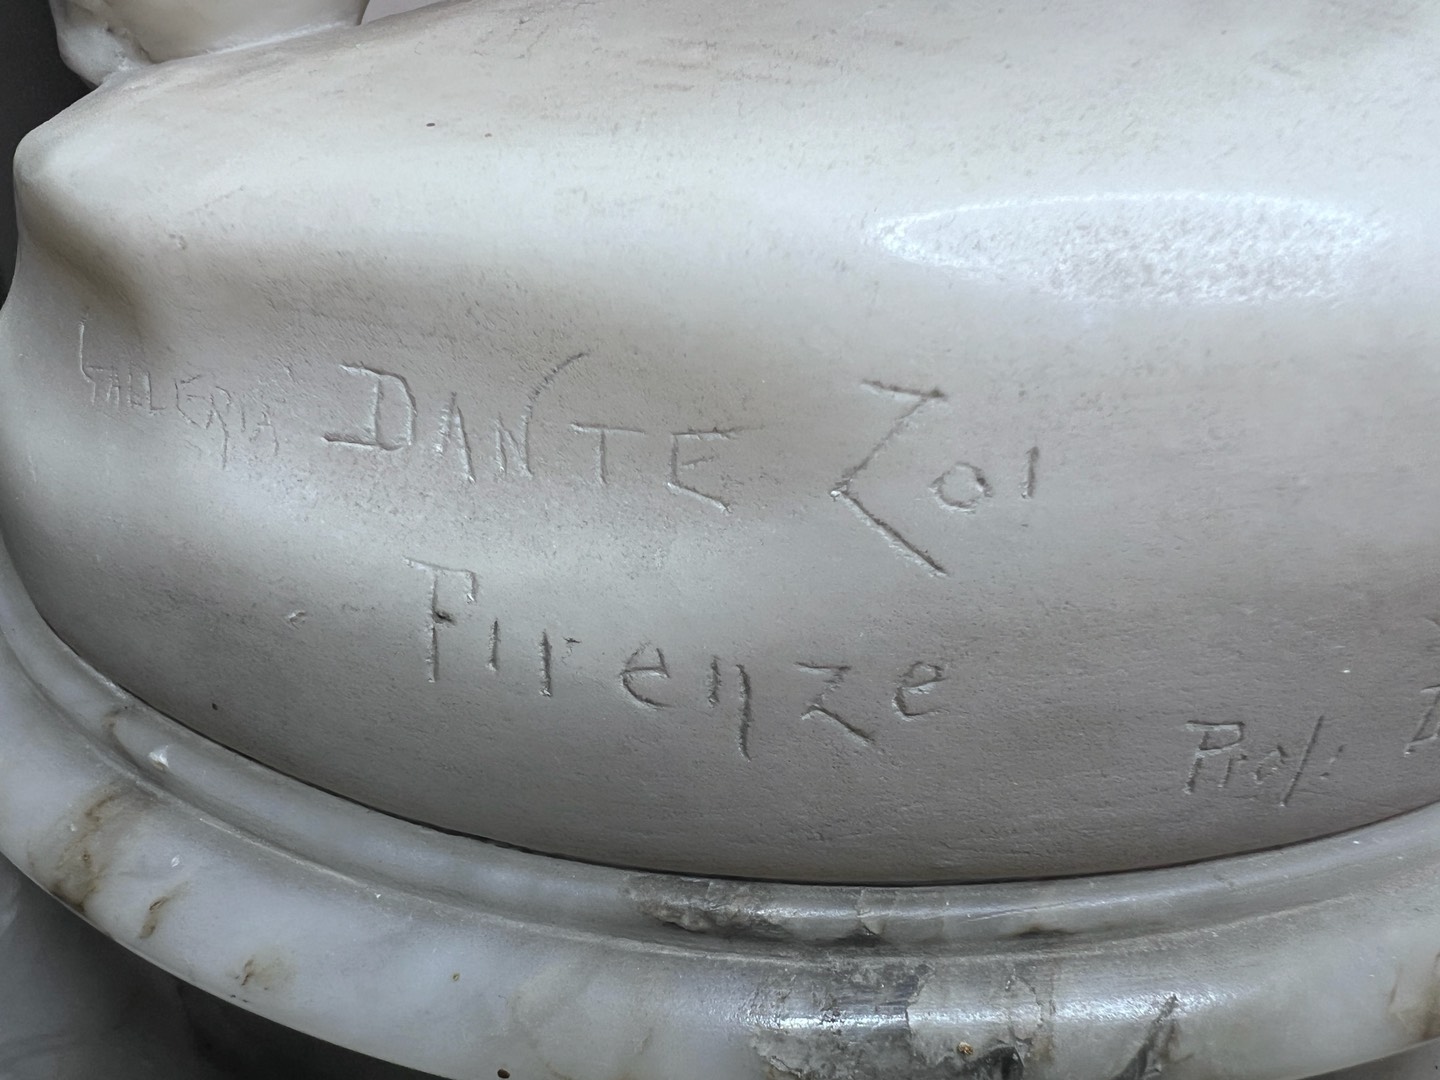 GALLERIA DANTE Zoi
Firenze
Prof: